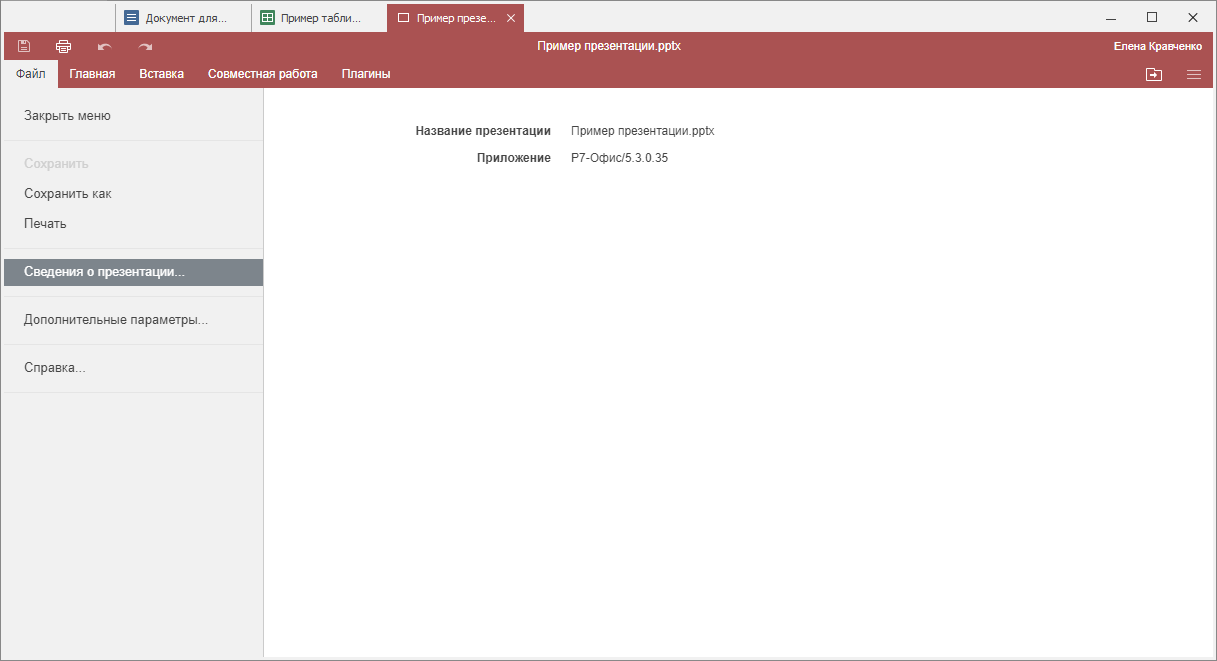 Документ для...
Пример табли...
Пример презе...
Пример презентации.pptx
Елена Кравченко
Файл
Главная
Вставка
Совместная работа
Плагины
Закрыть меню
Сохранить
Сохранить как
Печать
Сведения о презентации...
Дополнительные параметры...
Справка...
Название презентации Пример презентации.pptx
Приложение Р7-Офис/5.3.0.35